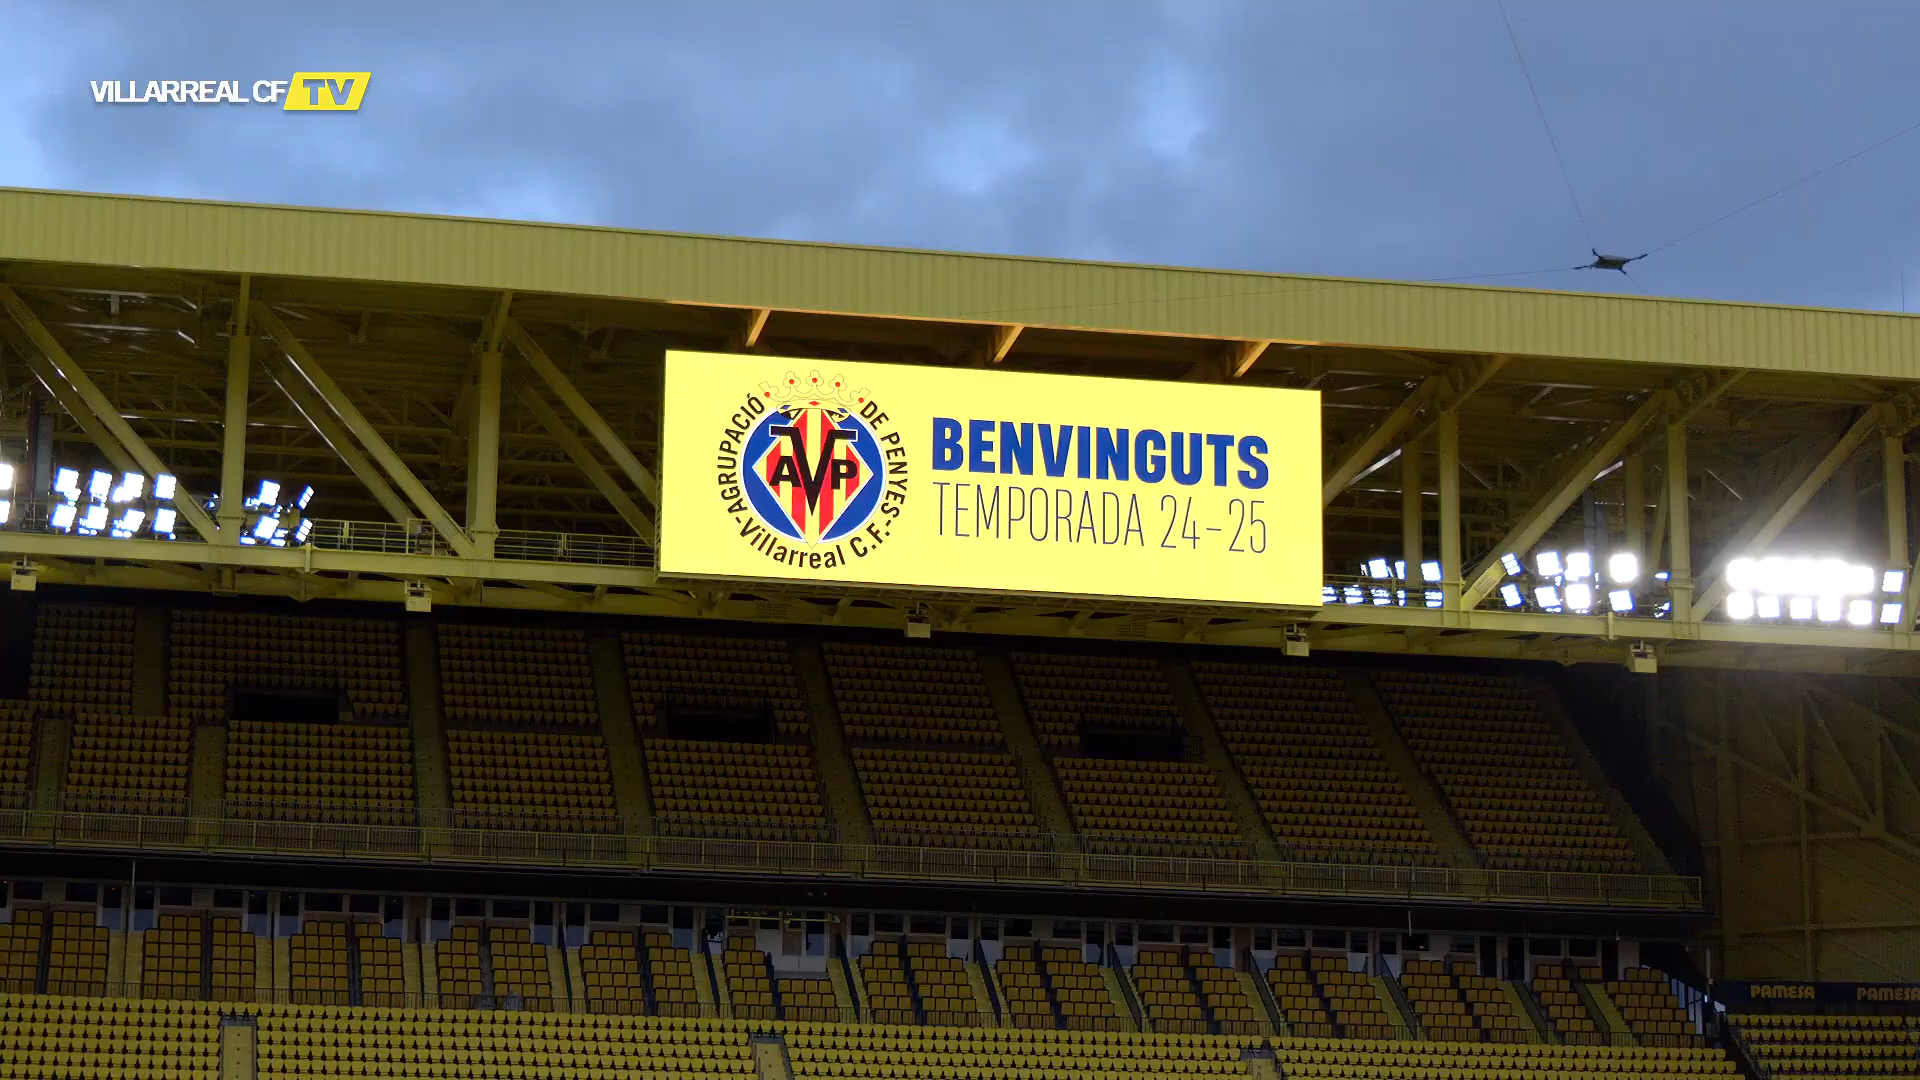 VILLARREAL CF TV
AGRUPACIÓ DE PENYES-
-Villarreal C.F.-
AVP
BENVINGUTS
TEMPORADA 24-25
PAMESA
PAMESA